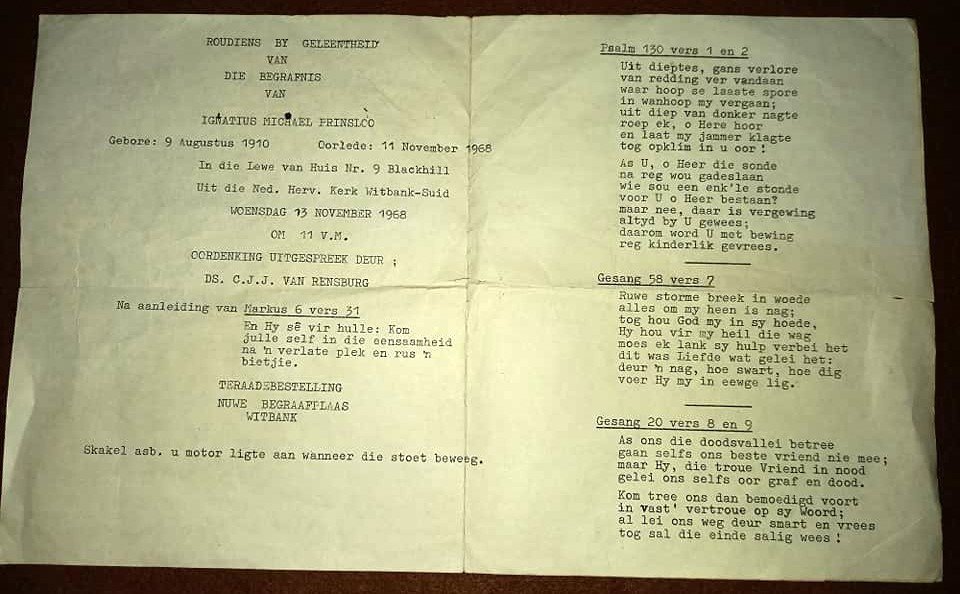 ROUDIENS BY GELEENTHEID
VAN
DIE BEGRAFNIS
VAN
IGNATIUS MICHAEL PRINSLOO
Gebore: 9 Augustus 1910 Oorlede: 11 November 1968
In die Lewe van Huis Nr. 9 Blackhill
Uit die Ned. Herv. Kerk Witbank-Suid
WOENSDAG 13 NOVEMBER 1968
OM 11 V.M.
OORDENKING UITGESPREEK DEUR ;
DS. C.J.J. VAN RENSBURG
Na aanleiding van Markus 6 vers 31
En Hy sê vir hulle: Kom
julle self in die eensaamheid
na 'n verlate plek en rus 'n
bietjie.
TERAADEBESTELLING
NUWE BEGRAAFPLAAS
WITBANK
Skakel asb. u motor ligte aan wanneer die stoet beweeg.
Psalm 130 vers 1 en 2
Uit dieptes, gans verlore
van redding ver vandaan
waar hoop se laaste spore
in wanhoop my vergaan;
uit diep van donker nagte
roep ek, o Here hoor
en laat my jammer klagte
tog opklim in u oor !
As U, o Heer die sonde
na reg wou gadeslaan
wie sou een enk'le stonde
voor U o Heer bestaan?
maar nee, daar is vergewing
altyd by U gewees;
daarom word U met bewing
reg kinderlik gevrees.
Gesang 58 vers 7
Ruwe storme breek in woede
alles om my heen is nag;
tog hou God my in sy hoede,
Hy hou vir my heil die wag
moes ek lank sy hulp verbei het
dit was Liefde wat gelei het:
deur 'n nag, hoe swart, hoe dig
voer Hy my in eewge lig.
Gesang 20 vers 8 en 9
As ons die doodsvallei betree
gaan selfs ons beste vriend nie mee;
maar Hy, die troue Vriend in nood
gelei ons selfs oor graf en dood.
Kom tree ons dan bemoedigd voort
in vast' vertroue op sy Woord;
al lei ons weg deur smart en vrees
tog sal die einde salig wees !